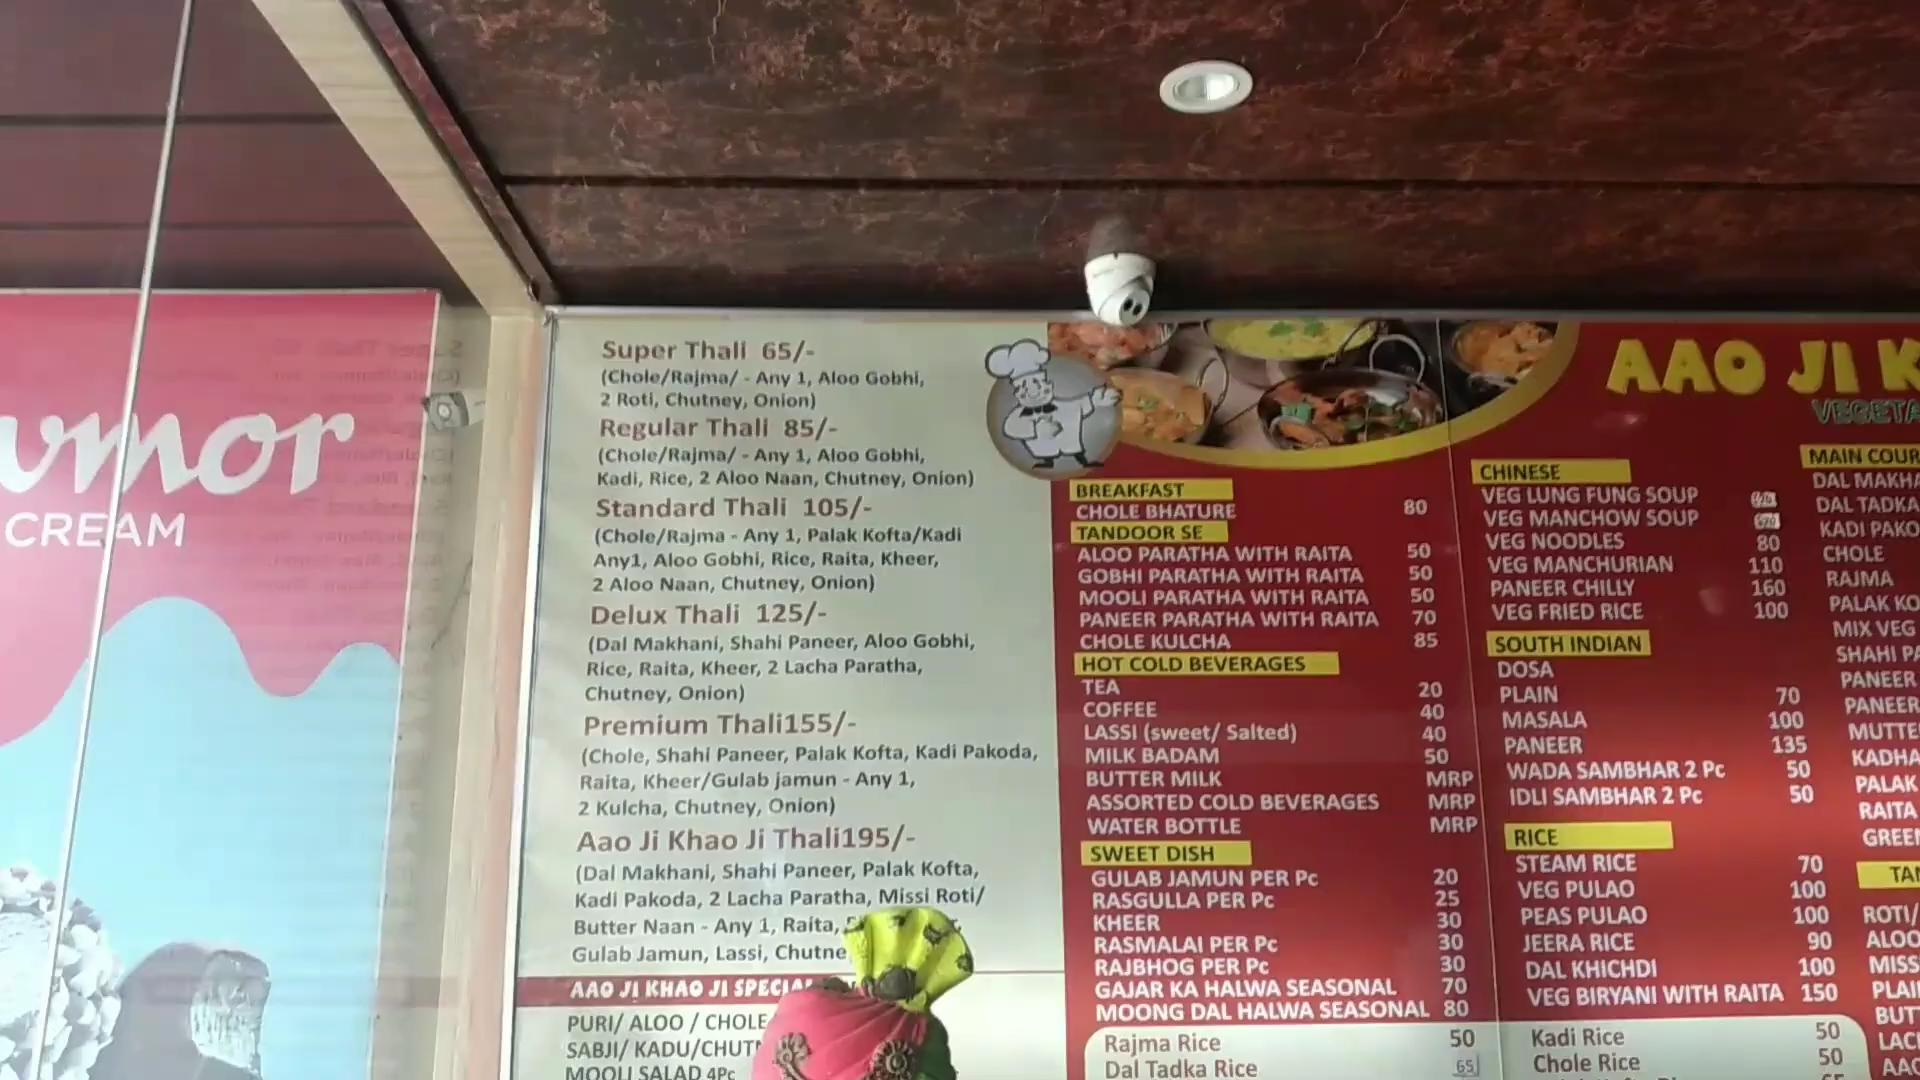 CREAM
Super Thali 65/-
(Chole/Rajma/ - Any 1, Aloo Gobhi,
2 Roti, Chutney, Onion)
Regular Thali 85/-
(Chole/Rajma/ - Any 1, Aloo Gobhi,
Kadi, Rice, 2 Aloo Naan, Chutney, Onion)
Standard Thali 105/-
(Chole/Rajma - Any 1, Palak Kofta/Kadi
Any1, Aloo Gobhi, Rice, Raita, Kheer,
2 Aloo Naan, Chutney, Onion)
Delux Thali 125/-
(Dal Makhani, Shahi Paneer, Aloo Gobhi,
Rice, Raita, Kheer, 2 Lacha Paratha,
Chutney, Onion)
Premium Thali155/-
(Chole, Shahi Paneer, Palak Kofta, Kadi Pakoda,
Raita, Kheer/Gulab jamun - Any 1,
2 Kulcha, Chutney, Onion)
Aao Ji Khao Ji Thali195/-
(Dal Makhani, Shahi Paneer, Palak Kofta,
Kadi Pakoda, 2 Lacha Paratha, Missi Roti/
Butter Naan - Any 1, Raita,
Gulab Jamun, Lassi,
AAO JI KHAO JI
PURI/ ALOO / CHOLE
SABJI/ KADU/
MOOLI SALAD 4Pc
BREAKFAST
CHOLE BHATURE 80
TANDOOR SE
ALOO PARATHA WITH RAITA 50
GOBHI PARATHA WITH RAITA 50
MOOLI PARATHA WITH RAITA 50
PANEER PARATHA WITH RAITA 70
CHOLE KULCHA 85
HOT COLD BEVERAGES
TEA 20
COFFEE 40
LASSI (sweet/ Salted) 40
MILK BADAM 50
BUTTER MILK MRP
ASSORTED COLD BEVERAGES MRP
WATER BOTTLE MRP
SWEET DISH
GULAB JAMUN PER Pc 20
RASGULLA PER Pc 25
KHEER 30
RASMALAI PER Pc 30
RAJBHOG PER Pc 30
GAJAR KA HALWA SEASONAL 70
MOONG DAL HALWA SEASONAL 80
Rajma Rice 50
Dal Tadka Rice 65
AAO JI
CHINESE
VEG LUNG FUNG SOUP
VEG MANCHOW SOUP
VEG NOODLES 80
VEG MANCHURIAN 110
PANEER CHILLY 160
VEG FRIED RICE 100
SOUTH INDIAN
DOSA
PLAIN 70
MASALA 100
PANEER 135
WADA SAMBHAR 2 Pc 50
IDLI SAMBHAR 2 Pc 50
RICE
STEAM RICE 70
VEG PULAO 100
PEAS PULAO 100
JEERA RICE 90
DAL KHICHDI 100
VEG BIRYANI WITH RAITA 150
Kadi Rice 50
Chole Rice 50
MAIN
DAL
DAL TADKA
KADI
CHOLE
RAJMA
PALAK
MIX VEG
SHAHI
PANEER
PANEER
PALAK
RAITA
ROTI/